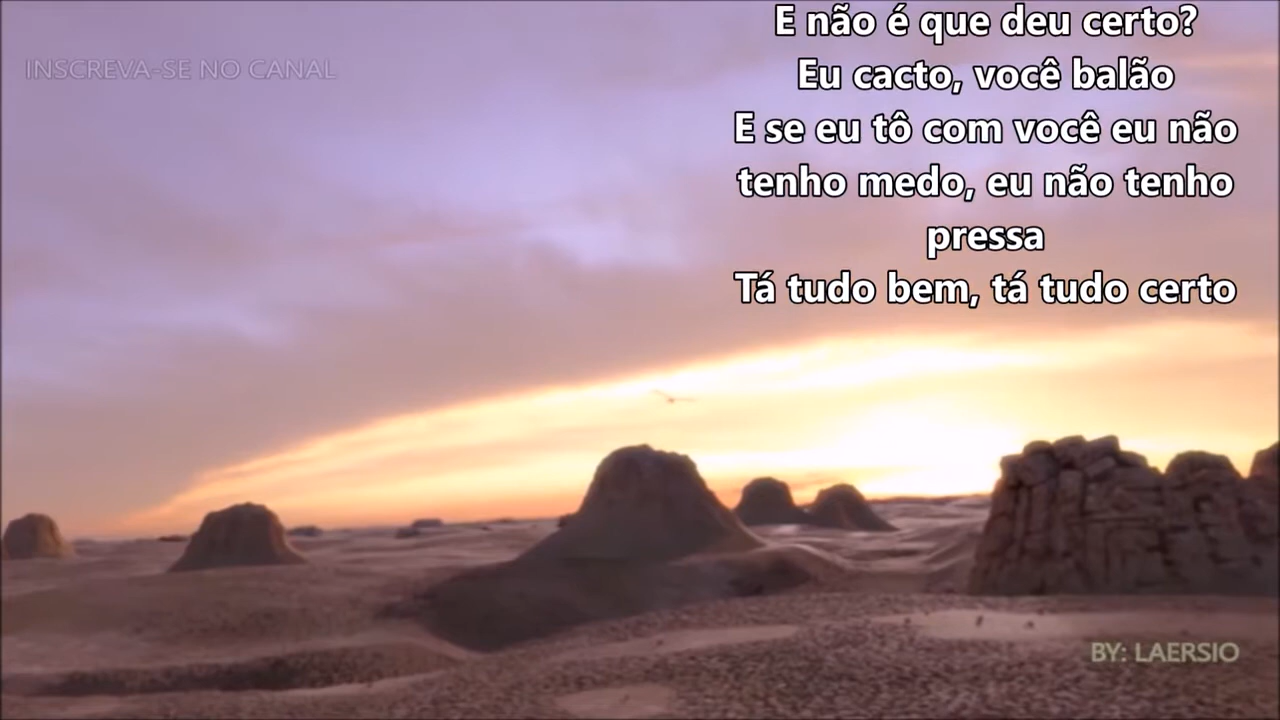 E não é que deu certo?
INSCREVA-SE NO CANAL
Eu cacto, você balão
E se eu tô com você eu não
tenho medo, eu não tenho
pressa
Tá tudo bem, tá tudo certo
BY: LAERSIO